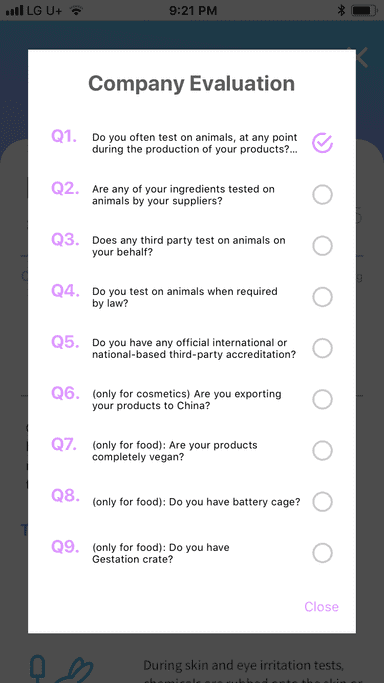 LG U+
9:21 PM
Company Evaluation
Q1.
Do you often test on animals, at any point
during the production of your products?...
Q2.
Are any of your ingredients tested on
animals by your suppliers?
Q3.
Does any third party test on animals on
your behalf?
Q4.
Do you test on animals when required
by law?
Q5.
Do you have any official international or
national-based third-party accreditation?
Q6.
(only for cosmetics) Are you exporting
your products to China?
Q7.
(only for food): Are your products
completely vegan?
Q8.
(only for food): Do you have battery cage?
Q9.
(only for food): Do you have
Gestation crate?
Close
During skin and eye irritation tests,